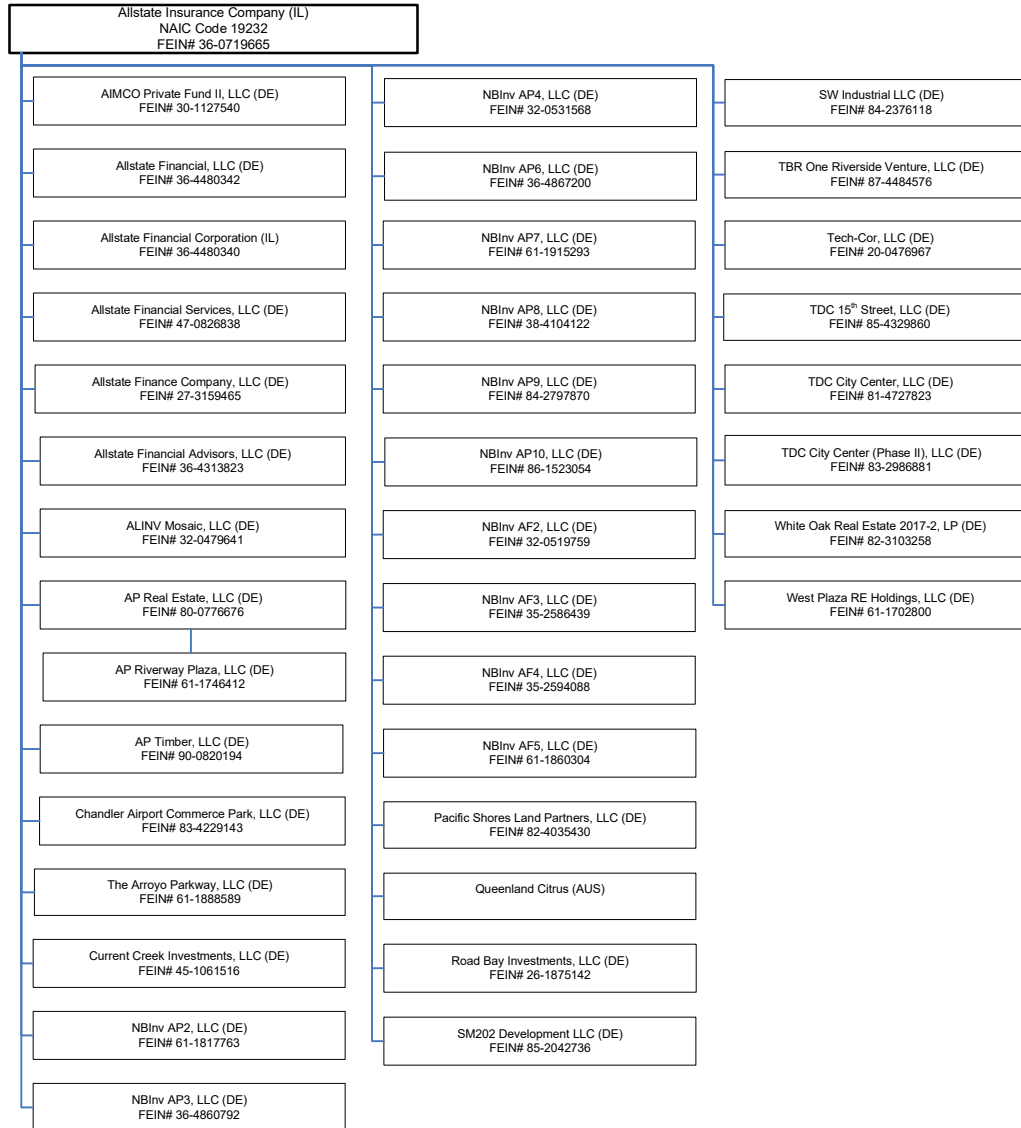 Allstate Insurance Company (IL)
NAIC Code 19232
FEIN# 36-0719665
AIMCO Private Fund II, LLC (DE)
FEIN# 30-1127540
Allstate Financial, LLC (DE)
FEIN# 36-4480342
Allstate Financial Corporation (IL)
FEIN# 36-4480340
Allstate Financial Services, LLC (DE)
FEIN# 47-0826838
Allstate Finance Company, LLC (DE)
FEIN# 27-3159465
Allstate Financial Advisors, LLC (DE)
FEIN# 36-4313823
ALINV Mosaic, LLC (DE)
FEIN# 32-0479641
AP Real Estate, LLC (DE)
FEIN# 80-0776676
AP Riverway Plaza, LLC (DE)
FEIN# 61-1746412
AP Timber, LLC (DE)
FEIN# 90-0820194
Chandler Airport Commerce Park, LLC (DE)
FEIN# 83-4229143
The Arroyo Parkway, LLC (DE)
FEIN# 61-1888589
Current Creek Investments, LLC (DE)
FEIN# 45-1061516
NBInv AP2, LLC (DE)
FEIN# 61-1817763
NBInv AP3, LLC (DE)
FEIN# 36-4860792
NBInv AP4, LLC (DE)
FEIN# 32-0531568
NBInv AP6, LLC (DE)
FEIN# 36-4867200
NBInv AP7, LLC (DE)
FEIN# 61-1915293
NBInv AP8, LLC (DE)
FEIN# 38-4104122
NBInv AP9, LLC (DE)
FEIN# 84-2797870
NBInv AP10, LLC (DE)
FEIN# 86-1523054
NBInv AF2, LLC (DE)
FEIN# 32-0519759
NBInv AF3, LLC (DE)
FEIN# 35-2586439
NBInv AF4, LLC (DE)
FEIN# 35-2594088
NBInv AF5, LLC (DE)
FEIN# 61-1860304
Pacific Shores Land Partners, LLC (DE)
FEIN# 82-4035430
Queenland Citrus (AUS)
Road Bay Investments, LLC (DE)
FEIN# 26-1875142
SM202 Development LLC (DE)
FEIN# 85-2042736
SW Industrial LLC (DE)
FEIN# 84-2376118
TBR One Riverside Venture, LLC (DE)
FEIN# 87-4484576
Tech-Cor, LLC (DE)
FEIN# 20-0476967
TDC 15th Street, LLC (DE)
FEIN# 85-4329860
TDC City Center, LLC (DE)
FEIN# 81-4727823
TDC City Center (Phase II), LLC (DE)
FEIN# 83-2986881
White Oak Real Estate 2017-2, LP (DE)
FEIN# 82-3103258
West Plaza RE Holdings, LLC (DE)
FEIN# 61-1702800